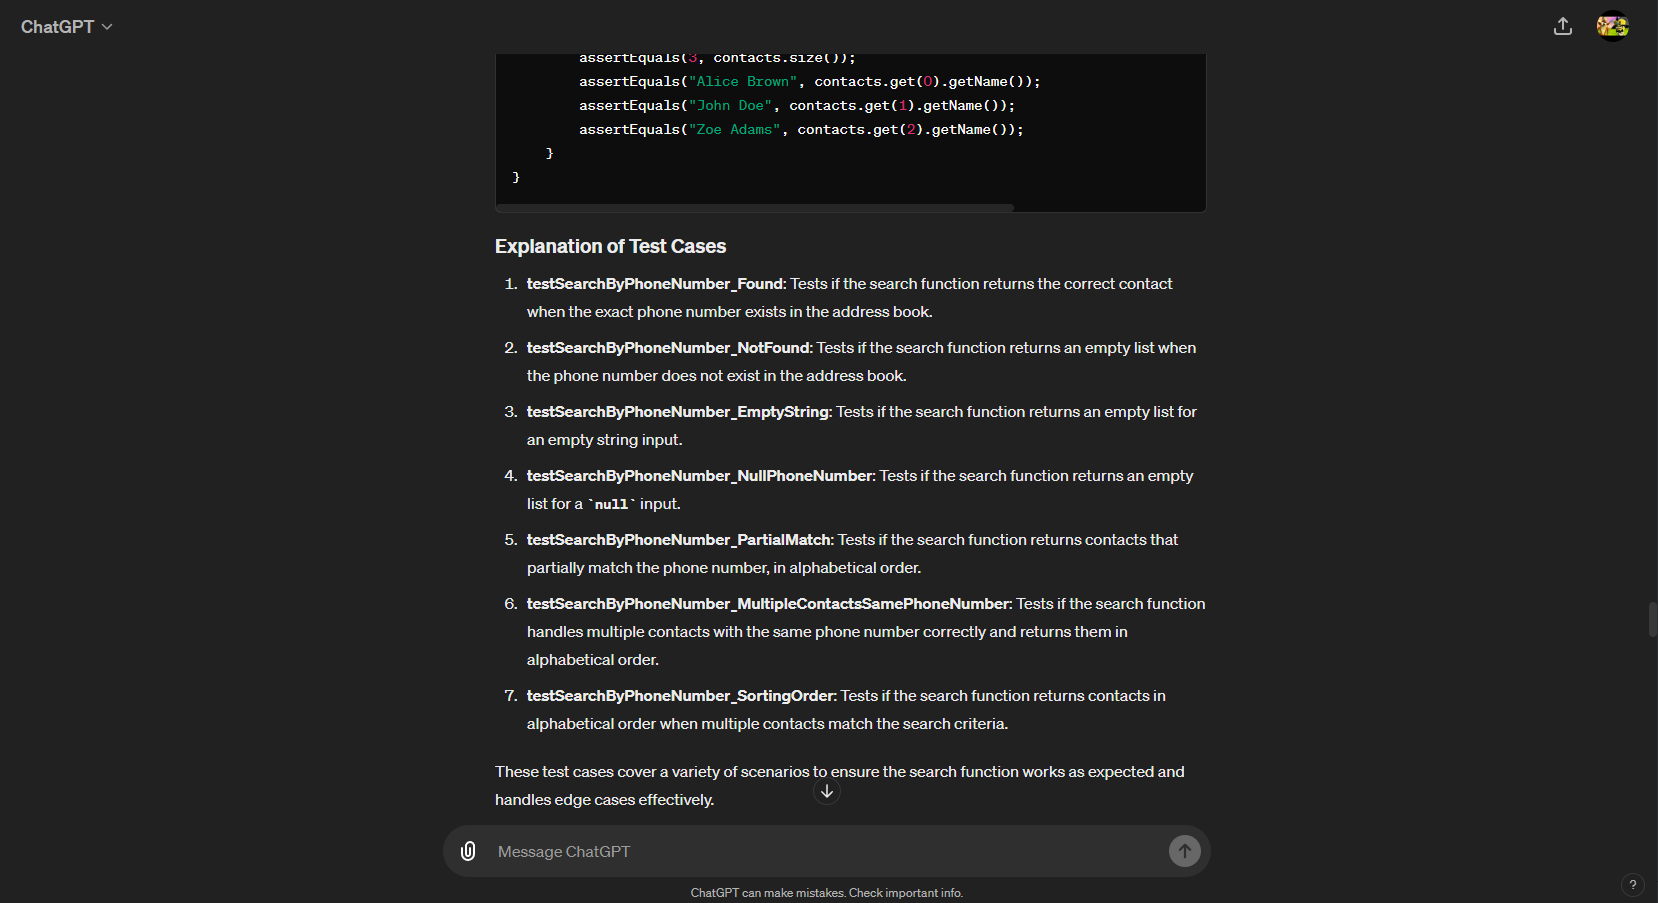 ChatGPT
assertEquals(3, contacts.size());
assertEquals("Alice Brown", contacts.get(0).getName());
assertEquals("John Doe", contacts.get(1).getName());
assertEquals("Zoe Adams", contacts.get(2).getName());
}
}
Explanation of Test Cases
1. testSearchByPhoneNumber_Found: Tests if the search function returns the correct contact
when the exact phone number exists in the address book.
2. testSearchByPhoneNumber_NotFound: Tests if the search function returns an empty list when
the phone number does not exist in the address book.
3. testSearchByPhoneNumber_EmptyString: Tests if the search function returns an empty list for
an empty string input.
4. testSearchByPhoneNumber_NullPhoneNumber: Tests if the search function returns an empty
list for a `null` input.
5. testSearchByPhoneNumber_PartialMatch: Tests if the search function returns contacts that
partially match the phone number, in alphabetical order.
6. testSearchByPhoneNumber_MultipleContactsSamePhoneNumber: Tests if the search function
handles multiple contacts with the same phone number correctly and returns them in
alphabetical order.
7. testSearchByPhoneNumber_SortingOrder: Tests if the search function returns contacts in
alphabetical order when multiple contacts match the search criteria.
These test cases cover a variety of scenarios to ensure the search function works as expected and
handles edge cases effectively.
Message ChatGPT
ChatGPT can make mistakes. Check important info.
?